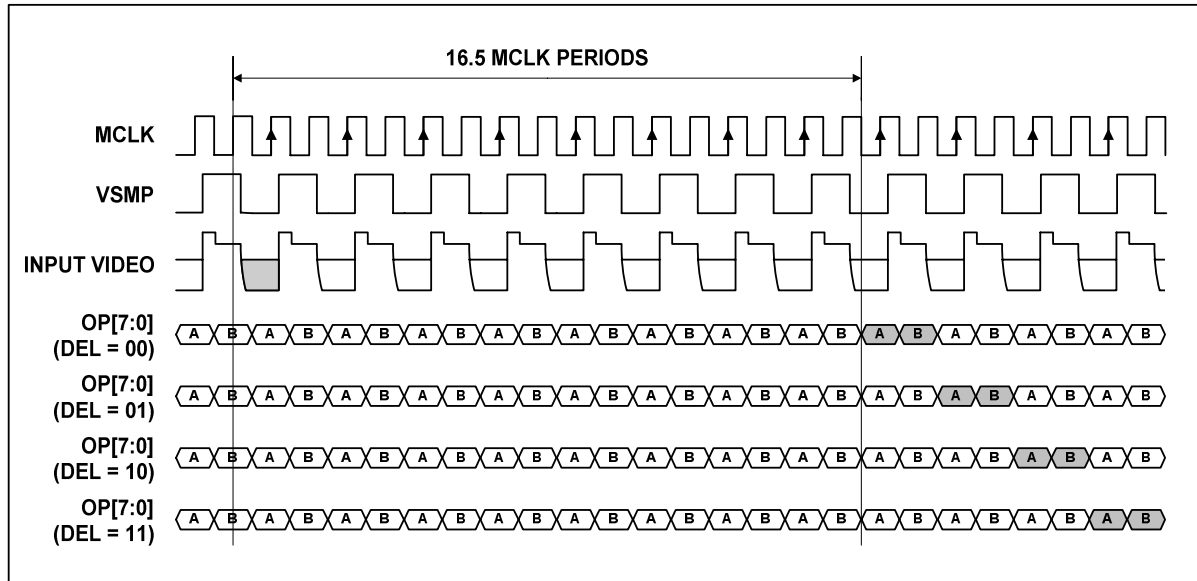 16.5 MCLK PERIODS
MCLK
VSMP
INPUT VIDEO
OP[7:0]
(DEL = 00)
A B A B A B A B A B A B A B A B A B A B A B A B A B
OP[7:0]
(DEL = 01)
A B A B A B A B A B A B A B A B A B A B A B A B A B
OP[7:0]
(DEL = 10)
A B A B A B A B A B A B A B A B A B A B A B A B A B
OP[7:0]
(DEL = 11)
A B A B A B A B A B A B A B A B A B A B A B A B A B